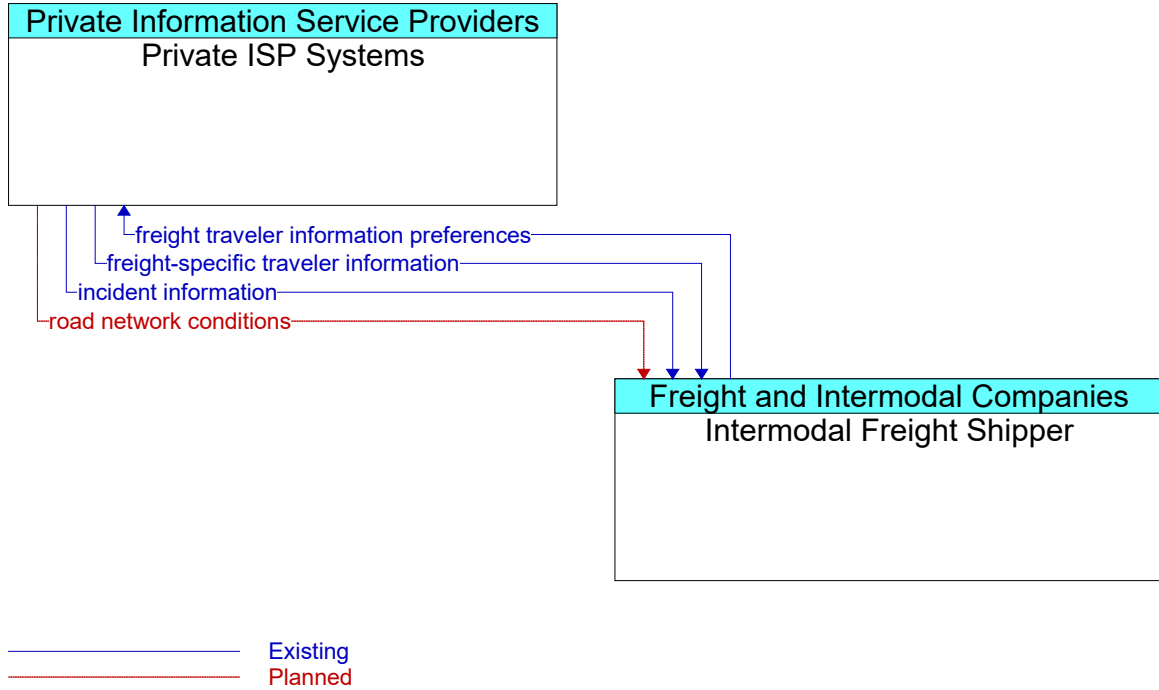 Private Information Service Providers
Private ISP Systems
freight traveler information preferences
freight-specific traveler information
incident information
road network conditions
Freight and Intermodal Companies
Intermodal Freight Shipper
Existing
Planned